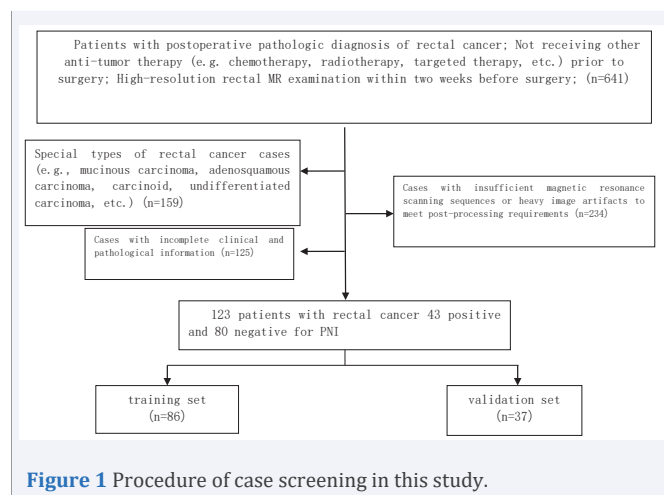 Patients with postoperative pathologic diagnosis of rectal cancer; Not receiving other
anti-tumor therapy (e.g. chemotherapy, radiotherapy, targeted therapy, etc.) prior to
surgery; High-resolution rectal MR examination within two weeks before surgery; (n=641)
Special types of rectal cancer cases
(e.g., mucinous carcinoma, adenosquamous
carcinoma, carcinoid, undifferentiated
carcinoma, etc.) (n=159)
Cases with insufficient magnetic resonance
scanning sequences or heavy image artifacts to
meet post-processing requirements (n=234)
Cases with incomplete clinical and
pathological information (n=125)
123 patients with rectal cancer 43 positive
and 80 negative for PNI
training set
(n=86)
validation set
(n=37)
Figure 1 Procedure of case screening in this study.